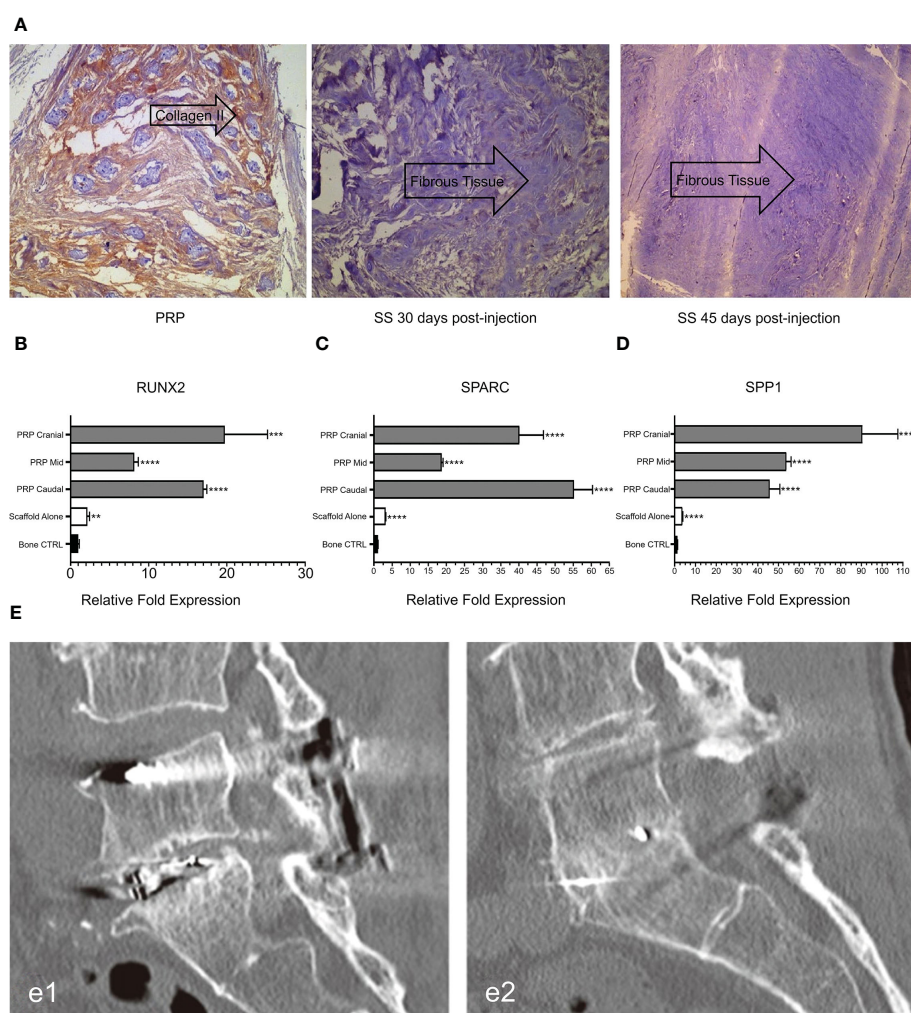 A
Collagen II
Fibrous Tissue
Fibrous Tissue
PRP
SS 30 days post-injection
SS 45 days post-injection
B
C
D
RUNX2
SPARC
SPP1
PRP Cranial
***
PRP Mid
****
PRP Caudal
****
Scaffold Alone
**
Bone CTRL
0 10 20 30
Relative Fold Expression
PRP Cranial
****
PRP Mid
****
PRP Caudal
****
Scaffold Alone
****
Bone CTRL
0 5 10 15 20 25 30 35 40 45 50 55 60 65
Relative Fold Expression
PRP Cranial
***
PRP Mid
****
PRP Caudal
****
Scaffold Alone
****
Bone CTRL
0 10 20 30 40 50 60 70 80 90 100 110
Relative Fold Expression
E
e1
e2